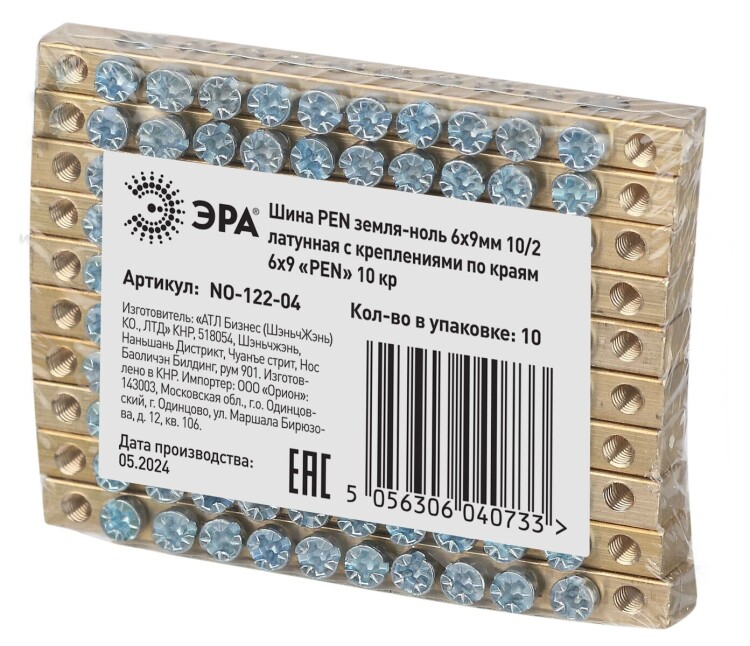 ЭРА®
Шина PEN земля-ноль 6х9мм 10/2
латунная с креплениями по краям
6х9 «PEN» 10 кр
Артикул: NO-122-04
Кол-во в упаковке: 10
Изготовитель: «АТЛ Бизнес (ШэньчЖэнь)
КО., ЛТД» КНР, 518054, Шэньчжэнь,
Наньшань Дистрикт, Чуанъе стрит, Нос
Баоличэн Билдинг, рум 901. Изготов-
лено в КНР. Импортер: ООО «Орион»:
143003, Московская обл., г.о. Одинцов-
ский, г. Одинцово, ул. Маршала Бирюзо-
ва, д. 12, кв. 106.
Дата производства:
05.2024
ЕАС
5 056306 040733 >